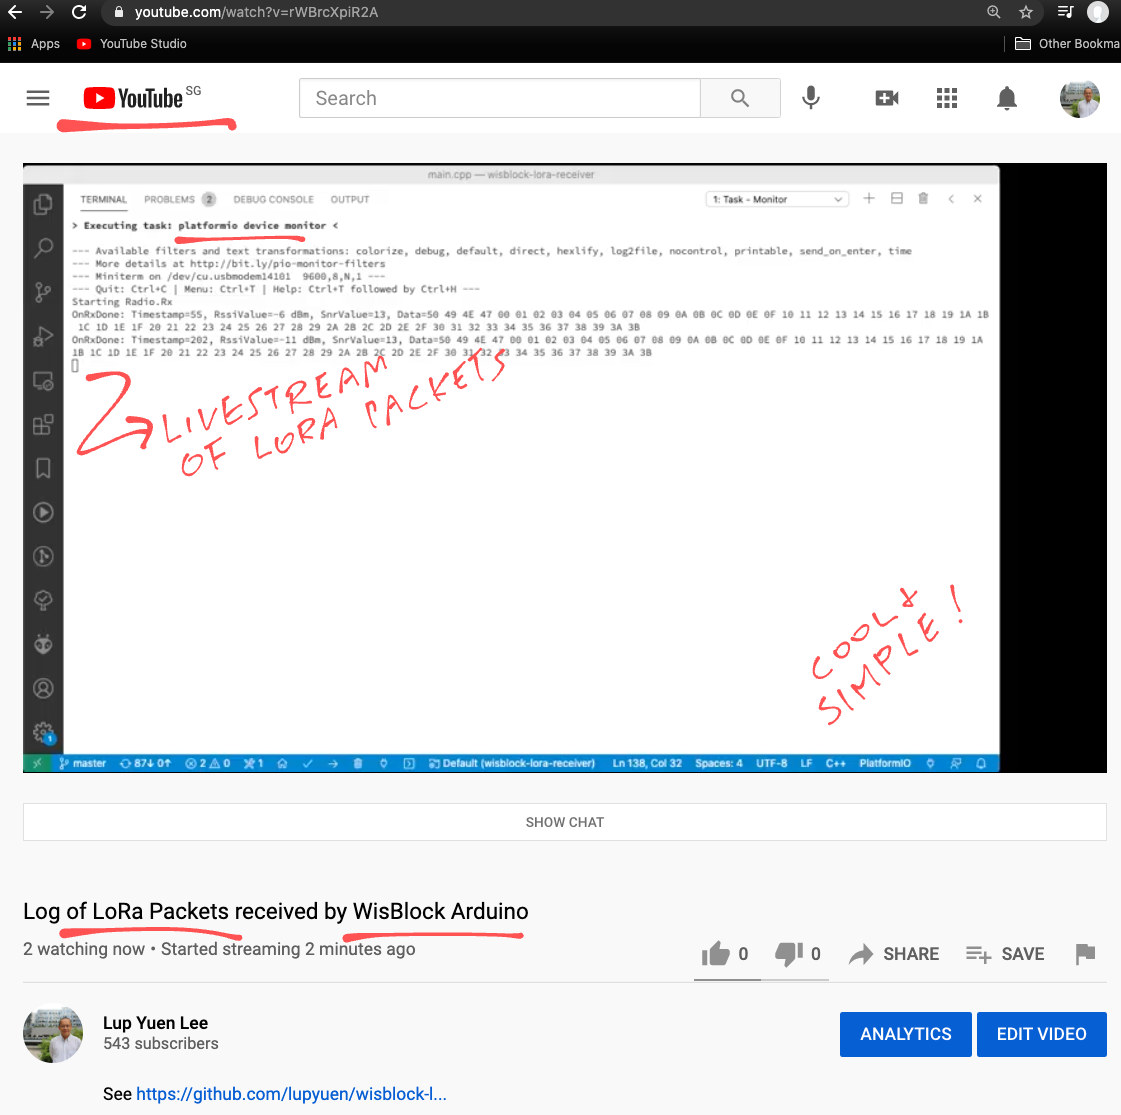 youtube.com/watch?v=rWBrcXpiR2A
Apps YouTube Studio Other Bookma
YouTube SG
Search
main.cpp — wisblock-lora-receiver
TERMINAL PROBLEMS 2 DEBUG CONSOLE OUTPUT 1: Task - Monitor
> Executing task: platformio device monitor <
--- Available filters and text transformations: colorize, debug, default, direct, hexlify, log2file, nocontrol, printable, send_on_enter, time
--- More details at http://bit.ly/pio-monitor-filters
--- Miniterm on /dev/cu.usbmodem14101 9600,8,N,1 ---
--- Quit: Ctrl+C | Menu: Ctrl+T | Help: Ctrl+T followed by Ctrl+H ---
Starting Radio.Rx
OnRxDone: Timestamp=55, RssiValue=-6 dBm, SnrValue=13, Data=50 49 4E 47 00 01 02 03 04 05 06 07 08 09 0A 0B 0C 0D 0E 0F 10 11 12 13 14 15 16 17 18 19 1A 1B
1C 1D 1E 1F 20 21 22 23 24 25 26 27 28 29 2A 2B 2C 2D 2E 2F 30 31 32 33 34 35 36 37 38 39 3A 3B
OnRxDone: Timestamp=202, RssiValue=-11 dBm, SnrValue=13, Data=50 49 4E 47 00 01 02 03 04 05 06 07 08 09 0A 0B 0C 0D 0E 0F 10 11 12 13 14 15 16 17 18 19 1A
1B 1C 1D 1E 1F 20 21 22 23 24 25 26 27 28 29 2A 2B 2C 2D 2E 2F 30 31 32 33 34 35 36 37 38 39 3A 3B
LIVESTREAM
OF LORA PACKETS
COOL &
SIMPLE!
1
master 87↓ 0↑ 2 0 1 Default (wisblock-lora-receiver) Ln 138, Col 32 Spaces: 4 UTF-8 LF C++ PlatformIO
SHOW CHAT
Log of LoRa Packets received by WisBlock Arduino
2 watching now • Started streaming 2 minutes ago
0 0 SHARE SAVE
Lup Yuen Lee
543 subscribers
ANALYTICS EDIT VIDEO
See https://github.com/lupyuen/wisblock-l...